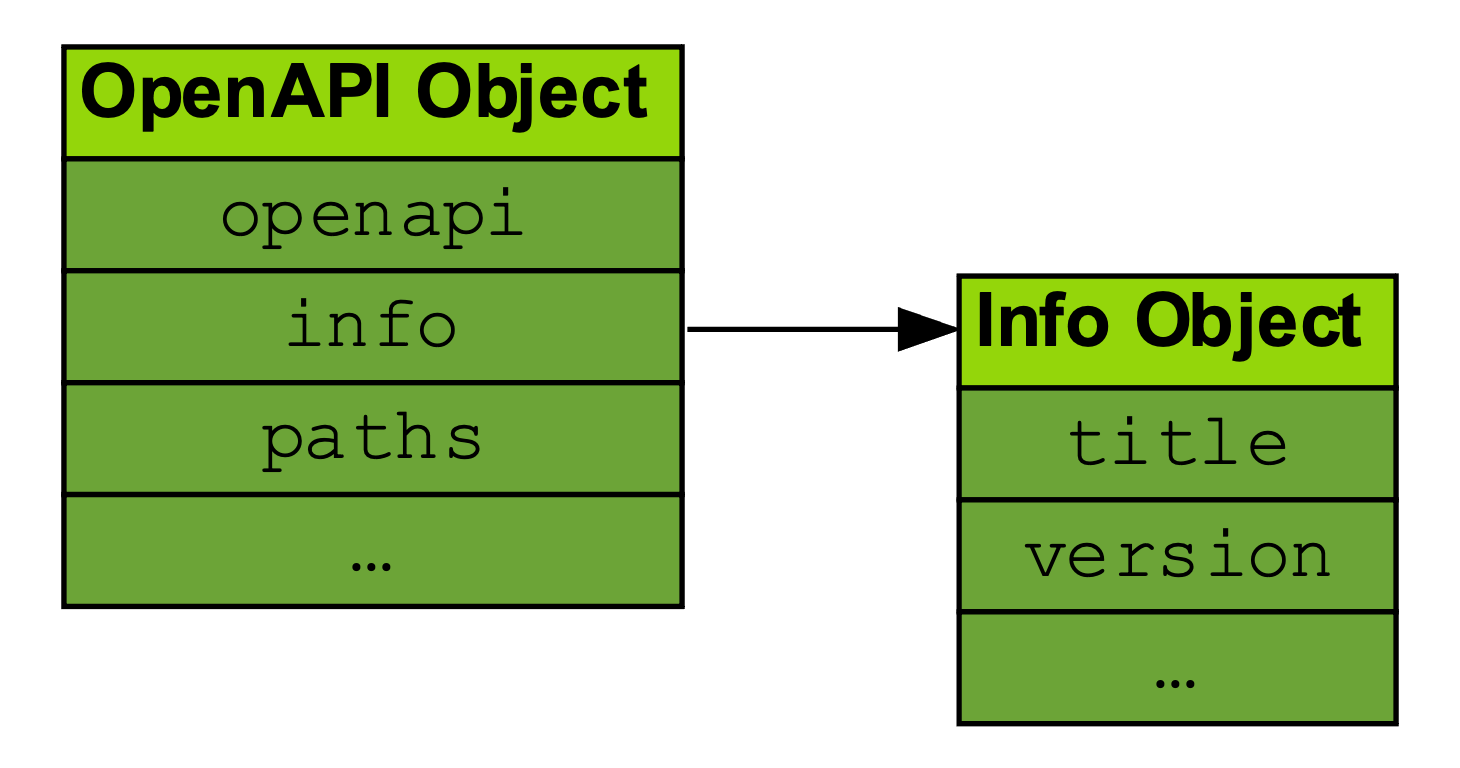 OpenAPI Object
openapi
info
paths
…
Info Object
title
version
…